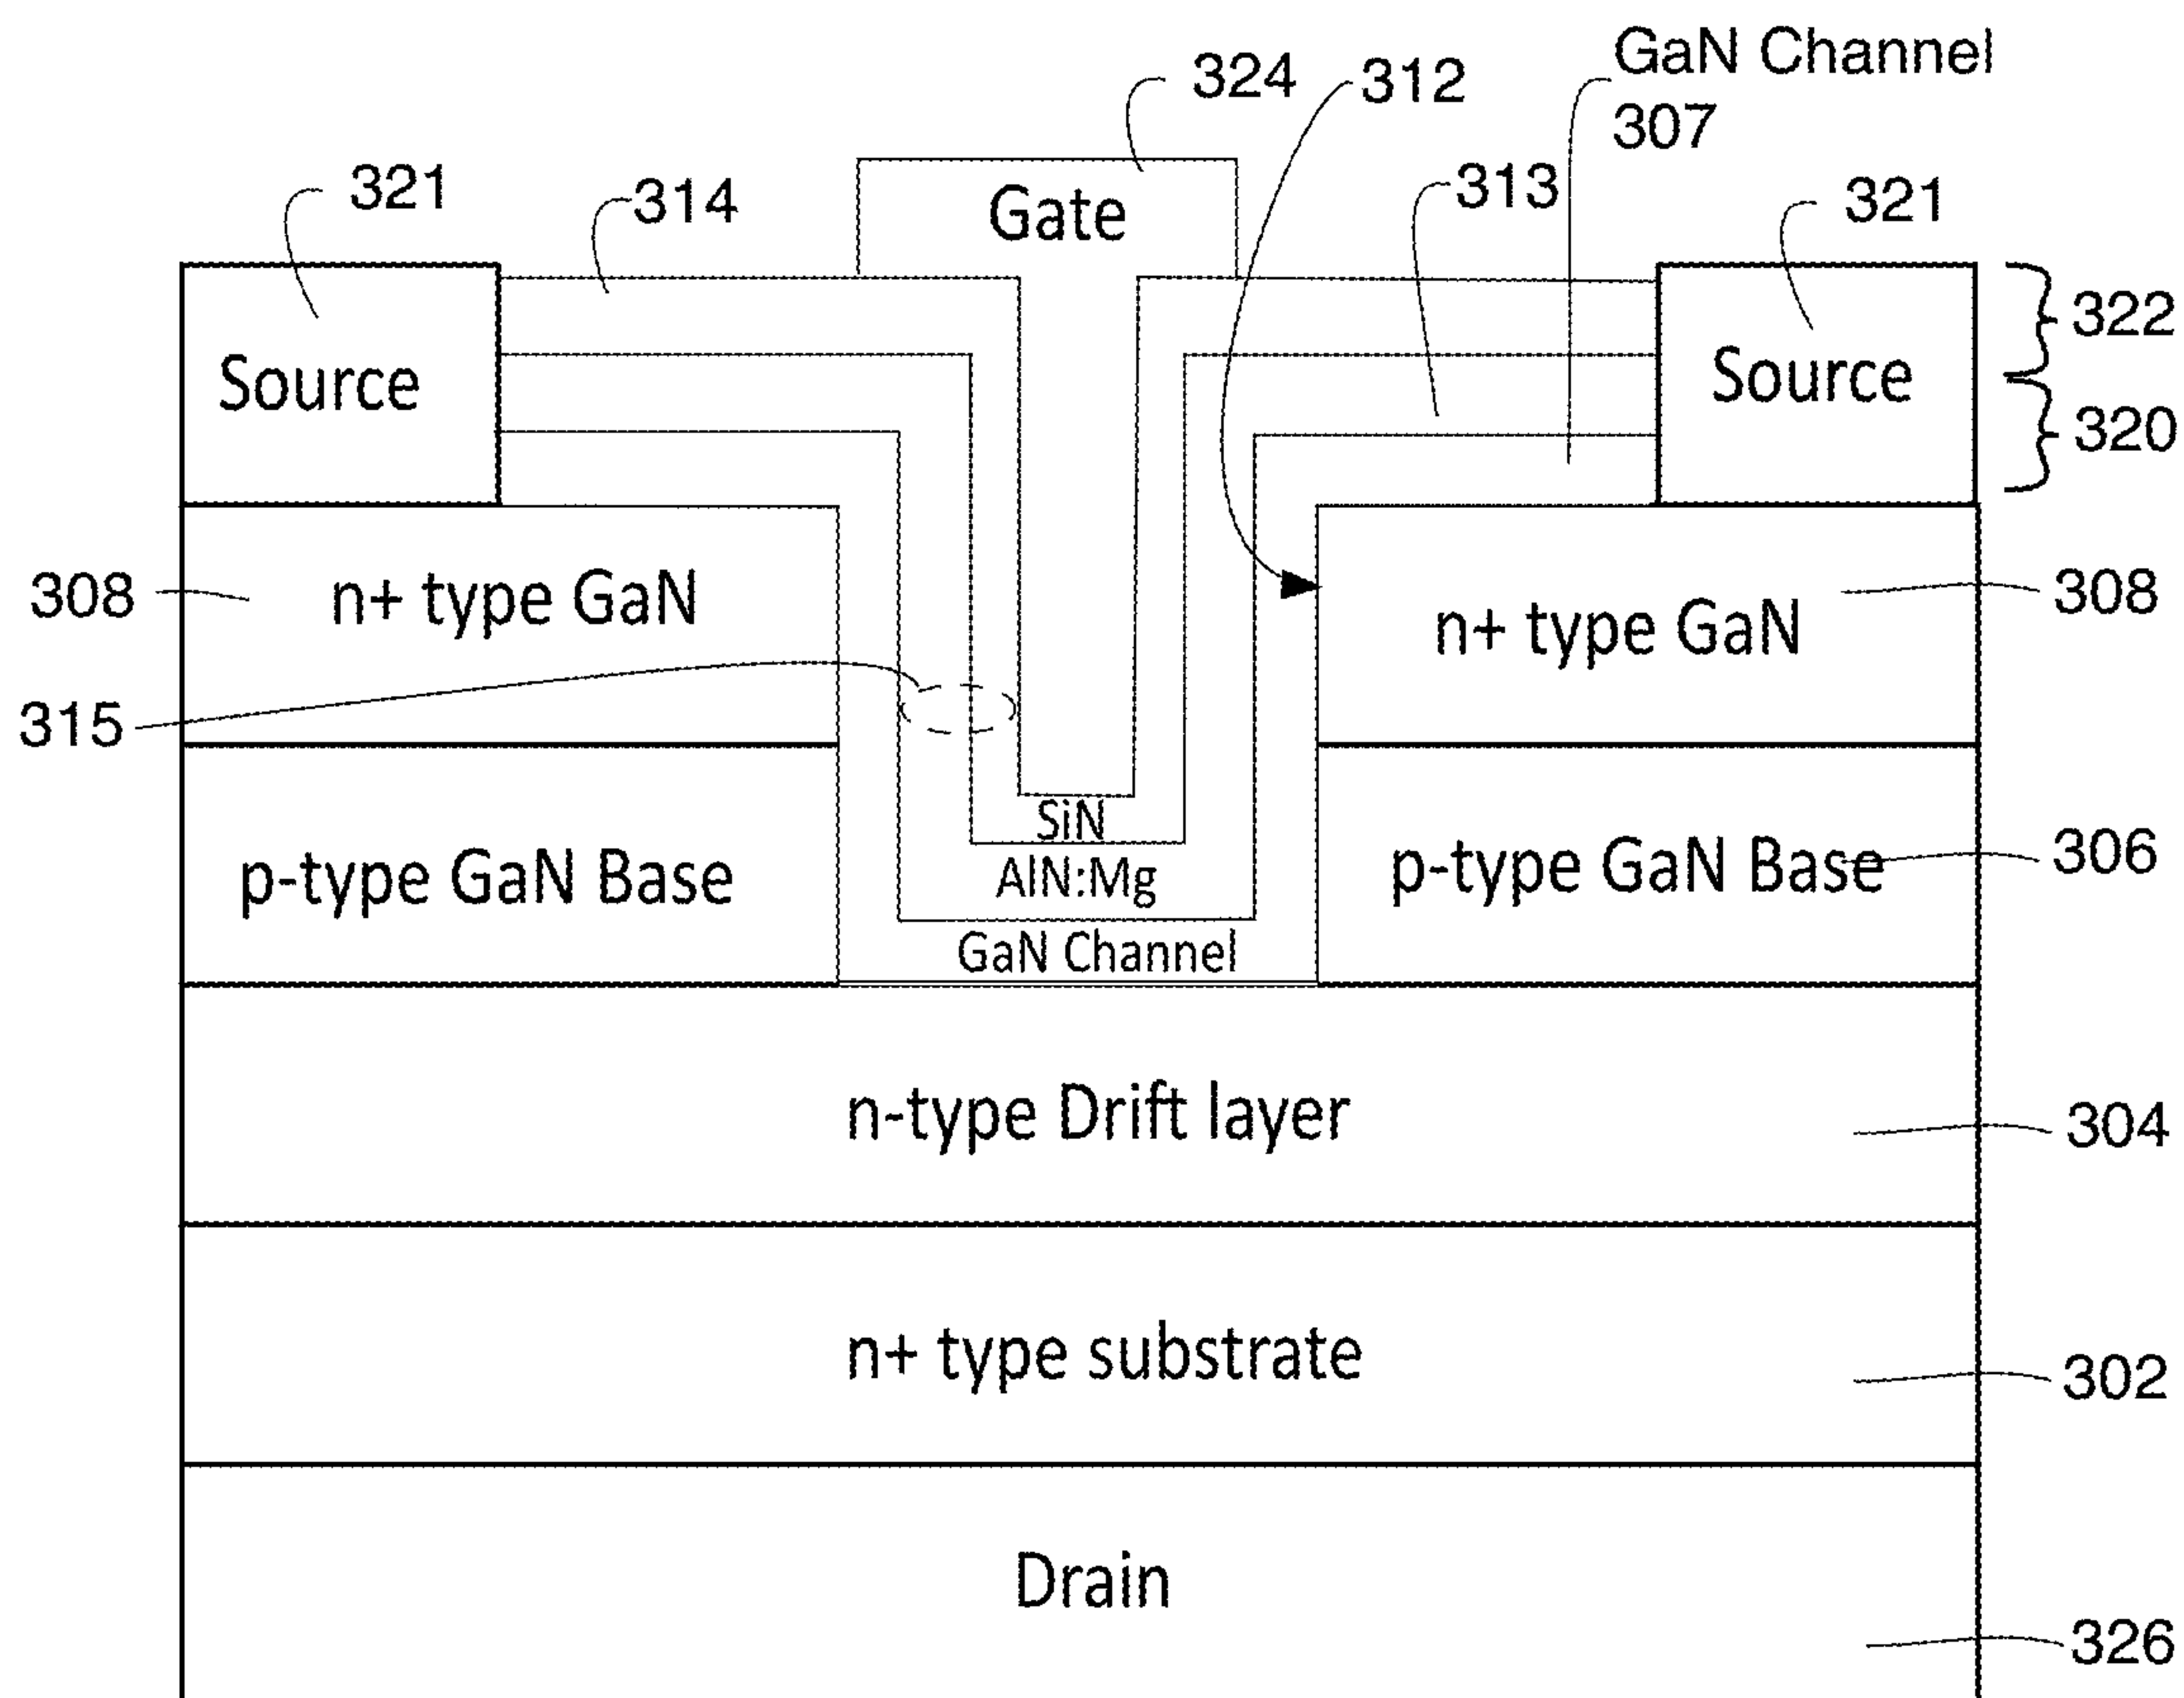 GaN Channel
307
324
312
321
314
313
321
Gate
322
Source
Source
320
308
n+ type GaN
n+ type GaN
308
315
SiN
p-type GaN Base
AlN:Mg
p-type GaN Base
306
GaN Channel
n-type Drift layer
304
n+ type substrate
302
Drain
326